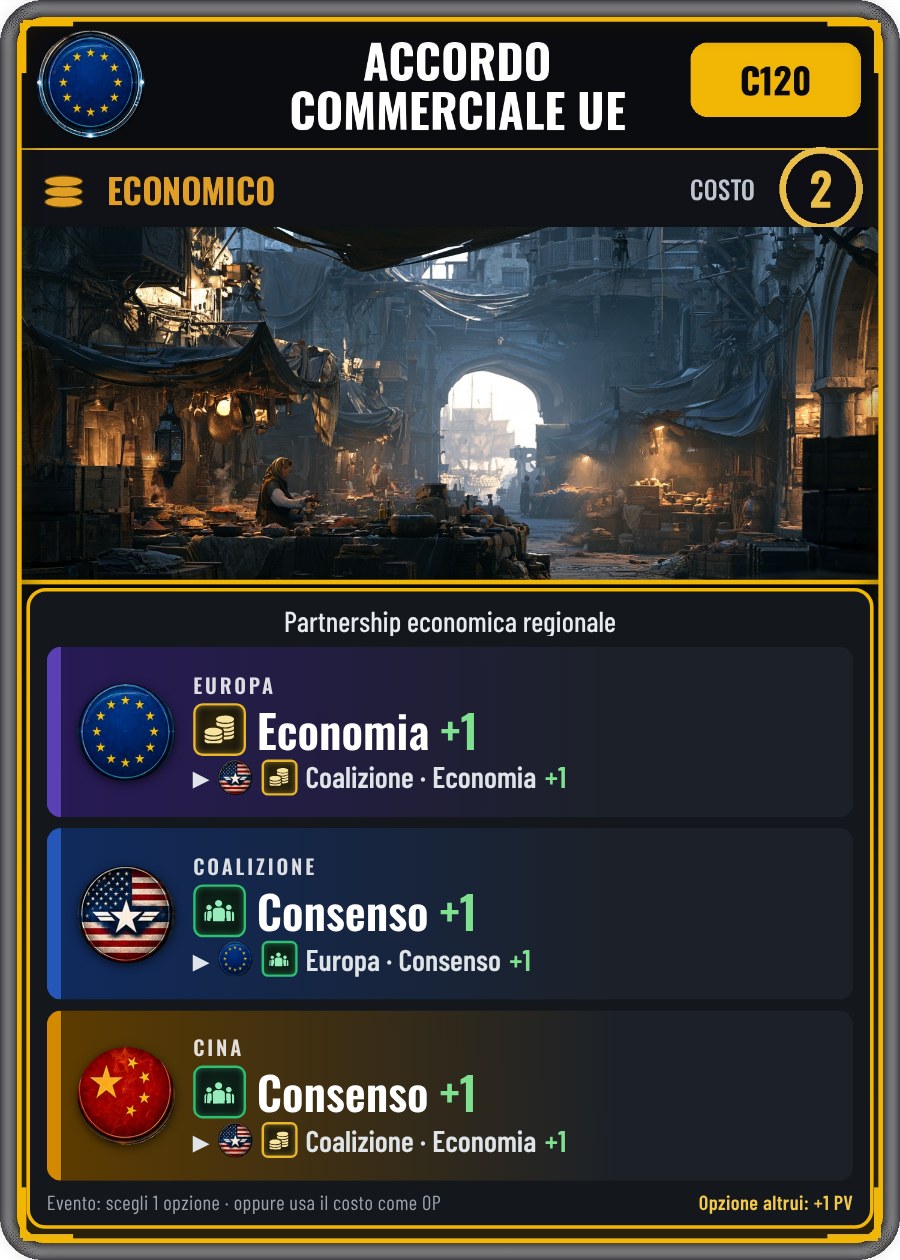 ACCORDO
COMMERCIALE UE
C120
ECONOMICO
COSTO
2
Partnership economica regionale
EUROPA
Economia +1
▶ Coalizione · Economia +1
COALIZIONE
Consenso +1
▶ Europa · Consenso +1
CINA
Consenso +1
▶ Coalizione · Economia +1
Evento: scegli 1 opzione · oppure usa il costo come OP
Opzione altrui: +1 PV